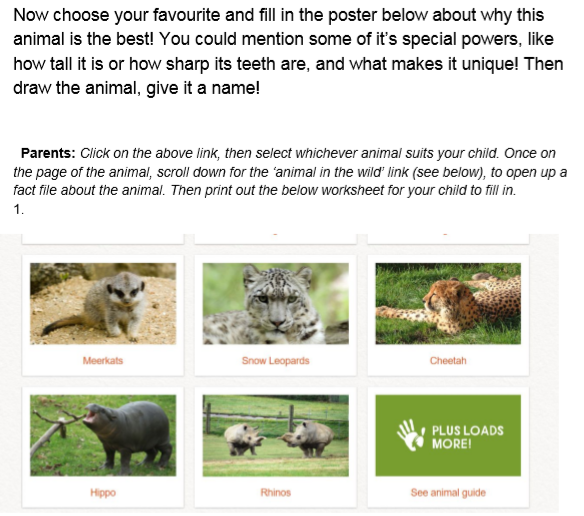 Now choose your favourite and fill in the poster below about why this
animal is the best! You could mention some of it's special powers, like
how tall it is or how sharp its teeth are, and what makes it unique! Then
draw the animal, give it a name!
Parents: Click on the above link, then select whichever animal suits your child. Once on
the page of the animal, scroll down for the 'animal in the wild' link (see below), to open up a
fact file about the animal. Then print out the below worksheet for your child to fill in.
1.
Meerkats
Snow Leopards
Cheetah
PLUS LOADS
MORE!
Hippo
Rhinos
See animal guide